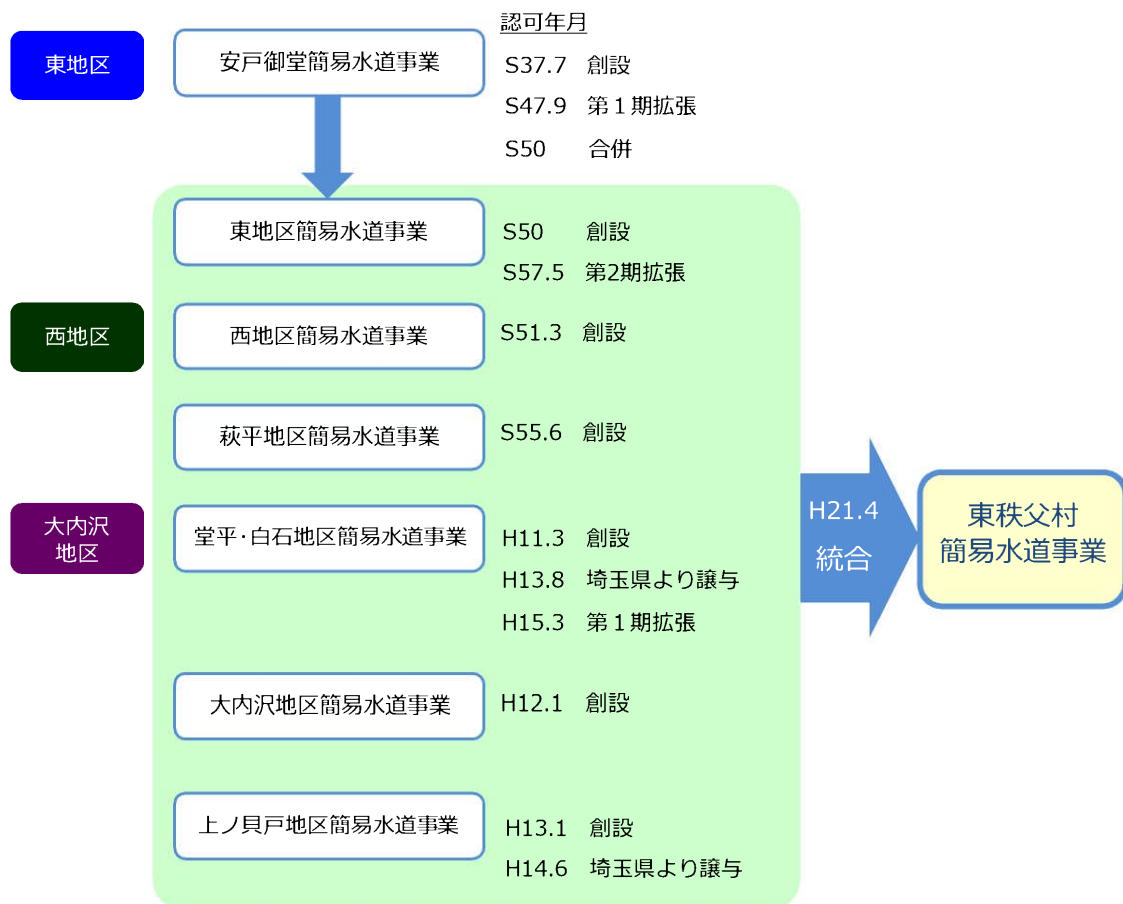 認可年月
東地区
安戸御堂簡易水道事業
S37.7 創設
S47.9 第１期拡張
S50 合併
東地区簡易水道事業
S50 創設
S57.5 第2期拡張
西地区
西地区簡易水道事業
S51.3 創設
萩平地区簡易水道事業
S55.6 創設
大内沢
地区
堂平･白石地区簡易水道事業
H11.3 創設
H13.8 埼玉県より譲与
H15.3 第１期拡張
大内沢地区簡易水道事業
H12.1 創設
上ノ貝戸地区簡易水道事業
H13.1 創設
H14.6 埼玉県より譲与
H21.4
統合
東秩父村
簡易水道事業